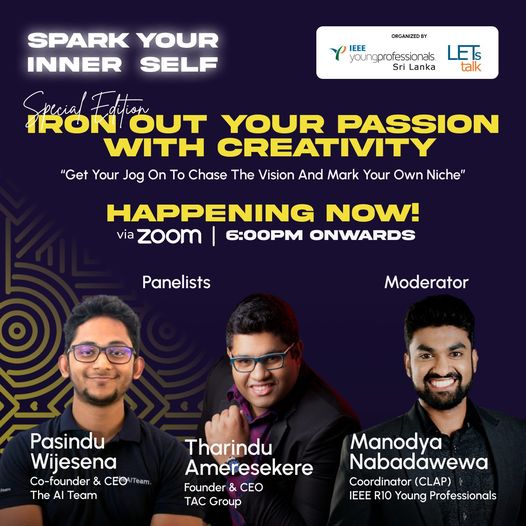 SPARK YOUR
INNER SELF
ORGANIZED BY
IEEE
youngprofessionals
Sri Lanka
LETs
talk
Special Edition
IRON OUT YOUR PASSION
WITH CREATIVITY
“Get Your Jog On To Chase The Vision And Mark Your Own Niche”
HAPPENING NOW!
via zoom | 6:00PM ONWARDS
Panelists
Moderator
Pasindu
Wijesena
Co-founder & CEO
The AI Team
AITeam.
Tharindu
Ameresekere
Founder & CEO
TAC Group
Manodya
Nabadawewa
Coordinator (CLAP)
IEEE R10 Young Professionals